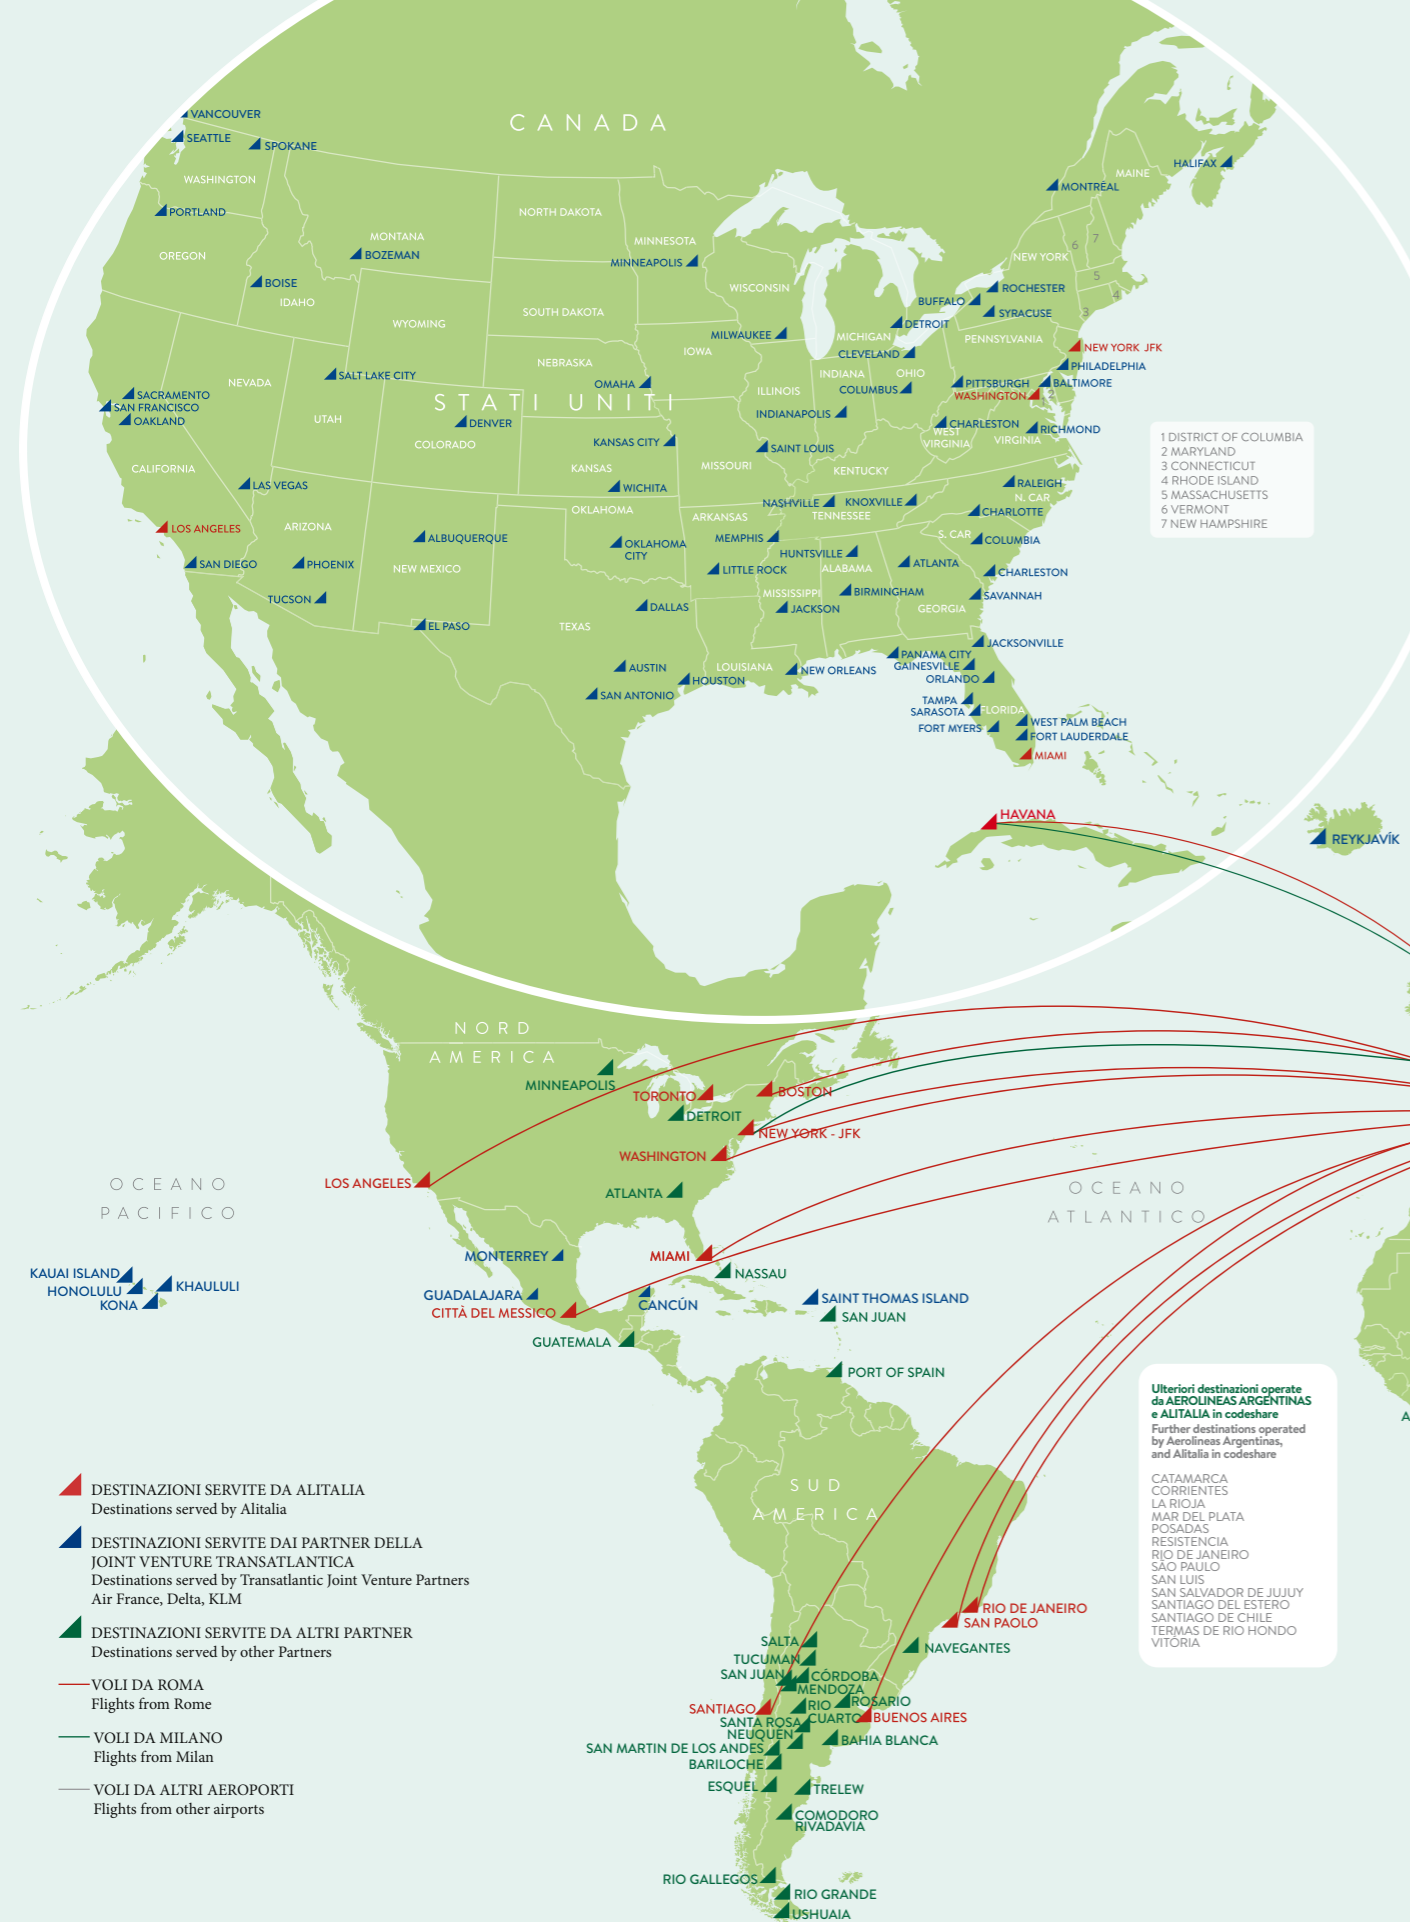 CANADA
VANCOUVER
SEATTLE
SPOKANE
HALIFAX
WASHINGTON
MAINE
MONTRÉAL
PORTLAND
NORTH DAKOTA
MONTANA
MINNESOTA
6
7
OREGON
BOZEMAN
MINNEAPOLIS
NEW YORK
5
BOISE
IDAHO
WISCONSIN
ROCHESTER
4
BUFFALO
WYOMING
SOUTH DAKOTA
SYRACUSE
3
DETROIT
MILWAUKEE
MICHIGAN
PENNSYLVANIA
NEW YORK JFK
IOWA
CLEVELAND
NEBRASKA
PHILADELPHIA
SALT LAKE CITY
NEVADA
OMAHA
INDIANA
OHIO
ILLINOIS
COLUMBUS
PITTSBURGH
BALTIMORE
SACRAMENTO
WASHINGTON
2
SAN FRANCISCO
STATI UNITI
OAKLAND
UTAH
DENVER
INDIANAPOLIS
CHARLESTON
RICHMOND
COLORADO
KANSAS CITY
SAINT LOUIS
WEST
VIRGINIA
VIRGINIA
1 DISTRICT OF COLUMBIA
2 MARYLAND
3 CONNECTICUT
4 RHODE ISLAND
5 MASSACHUSETTS
6 VERMONT
7 NEW HAMPSHIRE
CALIFORNIA
KANSAS
MISSOURI
KENTUCKY
LAS VEGAS
WICHITA
RALEIGH
N. CAR
NASHVILLE
KNOXVILLE
OKLAHOMA
ARKANSAS
TENNESSEE
CHARLOTTE
LOS ANGELES
ARIZONA
ALBUQUERQUE
OKLAHOMA
CITY
MEMPHIS
S. CAR
COLUMBIA
HUNTSVILLE
SAN DIEGO
PHOENIX
NEW MEXICO
LITTLE ROCK
ALABAMA
ATLANTA
CHARLESTON
TUCSON
MISSISSIPPI
BIRMINGHAM
SAVANNAH
DALLAS
JACKSON
GEORGIA
EL PASO
TEXAS
JACKSONVILLE
PANAMA CITY
AUSTIN
LOUISIANA
NEW ORLEANS
GAINESVILLE
HOUSTON
ORLANDO
SAN ANTONIO
TAMPA
SARASOTA
FLORIDA
FORT MYERS
WEST PALM BEACH
FORT LAUDERDALE
MIAMI
HAVANA
REYKJAVÍK
NORD
AMERICA
MINNEAPOLIS
TORONTO
BOSTON
DETROIT
NEW YORK - JFK
WASHINGTON
LOS ANGELES
ATLANTA
OCEANO
PACIFICO
OCEANO
ATLANTICO
MONTERREY
MIAMI
NASSAU
KAUAI ISLAND
HONOLULU
KHAULULI
KONA
GUADALAJARA
CANCÚN
SAINT THOMAS ISLAND
CITTÀ DEL MESSICO
SAN JUAN
GUATEMALA
PORT OF SPAIN
Ulteriori destinazioni operate
da AEROLINEAS ARGENTINAS
e ALITALIA in codeshare
Further destinations operated
by Aerolineas Argentinas,
and Alitalia in codeshare
CATAMARCA
CORRIENTES
LA RIOJA
MAR DEL PLATA
POSADAS
RESISTENCIA
RIO DE JANEIRO
SÃO PAULO
SAN LUIS
SAN SALVADOR DE JUJUY
SANTIAGO DEL ESTERO
SANTIAGO DE CHILE
TERMAS DE RIO HONDO
VITÓRIA
A
SUD
AMERICA
DESTINAZIONI SERVITE DA ALITALIA
Destinations served by Alitalia
DESTINAZIONI SERVITE DAI PARTNER DELLA
JOINT VENTURE TRANSATLANTICA
Destinations served by Transatlantic Joint Venture Partners
Air France, Delta, KLM
DESTINAZIONI SERVITE DA ALTRI PARTNER
Destinations served by other Partners
VOLI DA ROMA
Flights from Rome
VOLI DA MILANO
Flights from Milan
VOLI DA ALTRI AEROPORTI
Flights from other airports
RIO DE JANEIRO
SAN PAOLO
SALTA
NAVEGANTES
TUCUMAN
SAN JUAN
CÓRDOBA
MENDOZA
SANTIAGO
RIO
CUARTO
ROSARIO
BUENOS AIRES
SANTA ROSA
NEUQUÉN
SAN MARTIN DE LOS ANDES
BAHIA BLANCA
BARILOCHE
ESQUEL
TRELEW
COMODORO
RIVADAVIA
RIO GALLEGOS
RIO GRANDE
USHUAIA